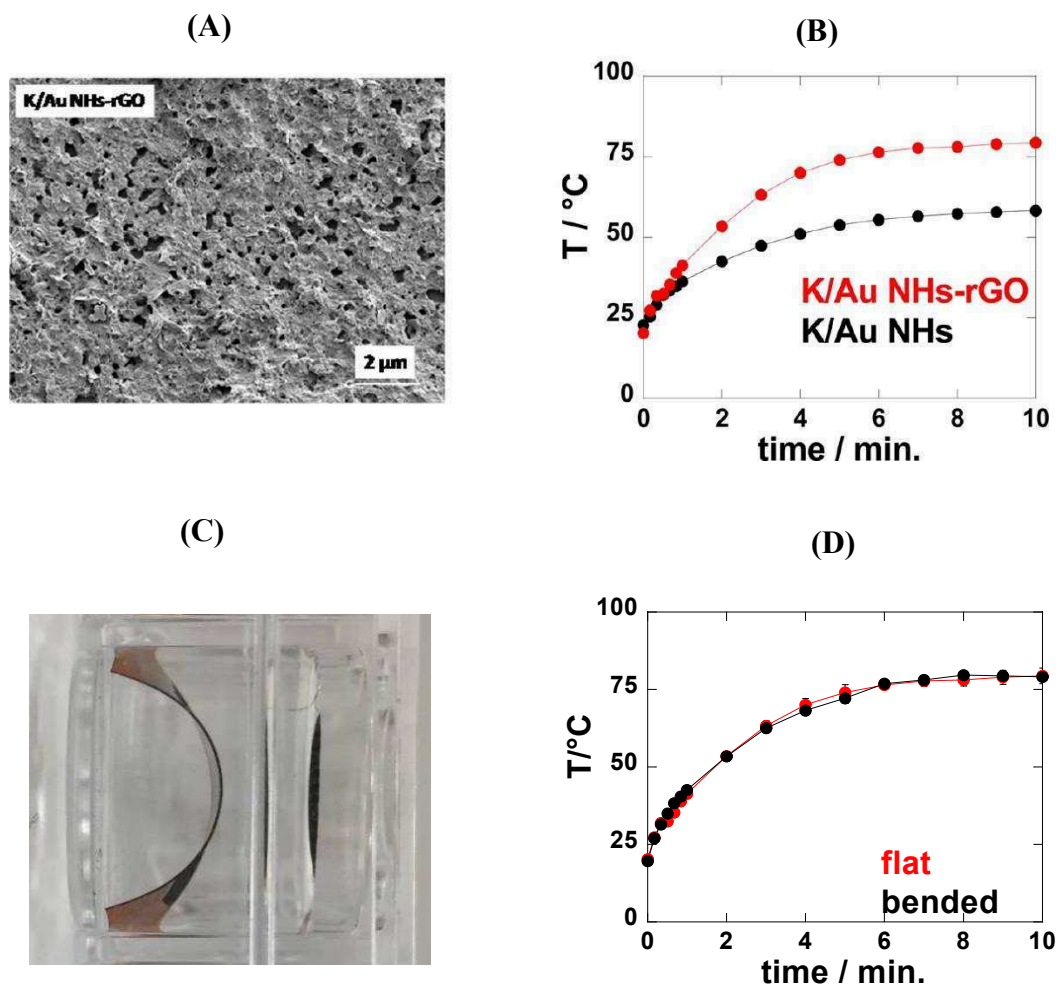 (A)
K/Au NHs-rGO
2 μm
(B)
100
75
50
25
0
T / °C
K/Au NHs-rGO
K/Au NHs
0 2 4 6 8 10
time / min.
(C)
(D)
100
75
50
25
0
T/°C
flat
bended
0 2 4 6 8 10
time / min.